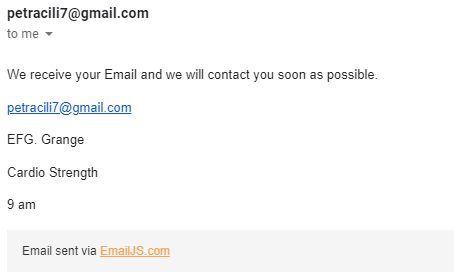 petracili7@gmail.com
to me
We receive your Email and we will contact you soon as possible.
petracili7@gmail.com
EFG. Grange
Cardio Strength
9 am
Email sent via EmailJS.com